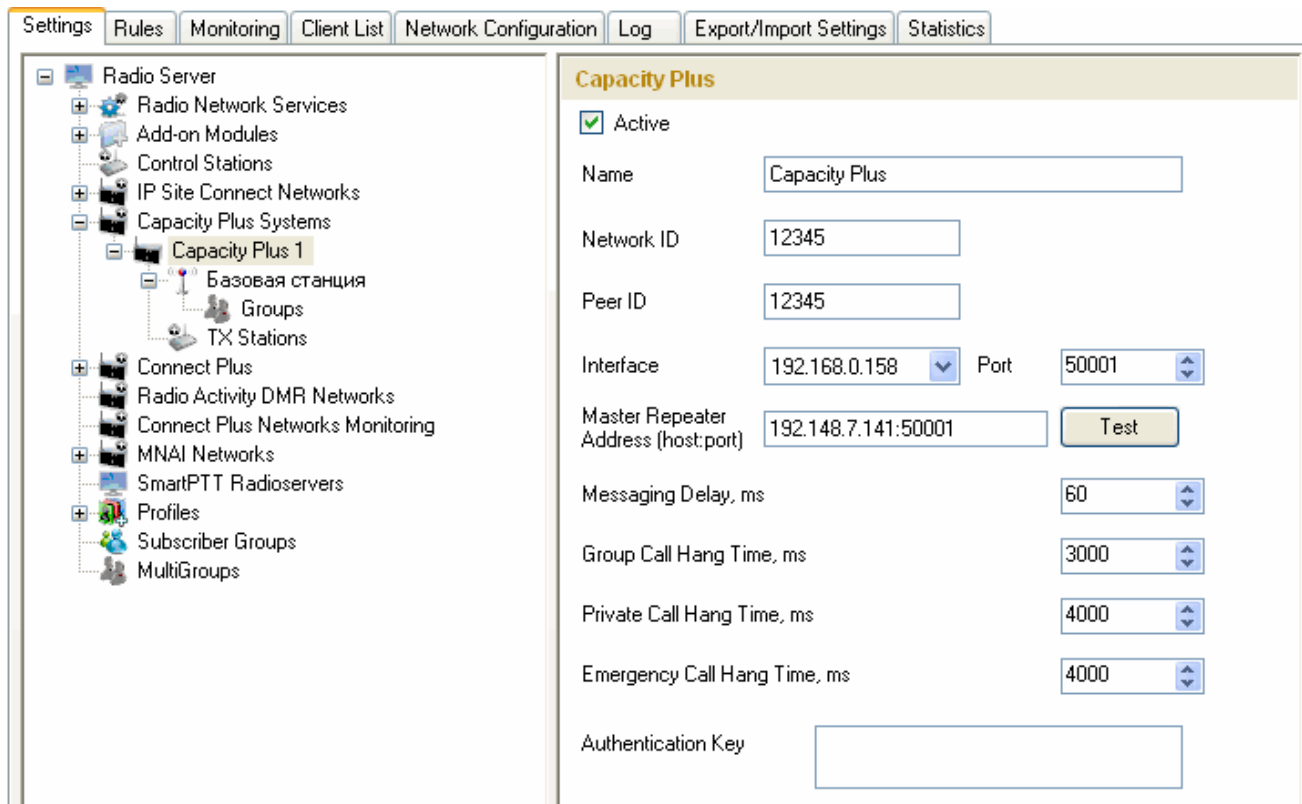 Settings Rules Monitoring Client List Network Configuration Log Export/Import Settings Statistics
Radio Server
Radio Network Services
Add-on Modules
Control Stations
IP Site Connect Networks
Capacity Plus Systems
Capacity Plus 1
Базовая станция
Groups
TX Stations
Connect Plus
Radio Activity DMR Networks
Connect Plus Networks Monitoring
MNAI Networks
SmartPTT Radioservers
Profiles
Subscriber Groups
MultiGroups
Capacity Plus
Active
Name Capacity Plus
Network ID 12345
Peer ID 12345
Interface 192.168.0.158 Port 50001
Master Repeater
Address (host:port) 192.148.7.141:50001 Test
Messaging Delay, ms 60
Group Call Hang Time, ms 3000
Private Call Hang Time, ms 4000
Emergency Call Hang Time, ms 4000
Authentication Key